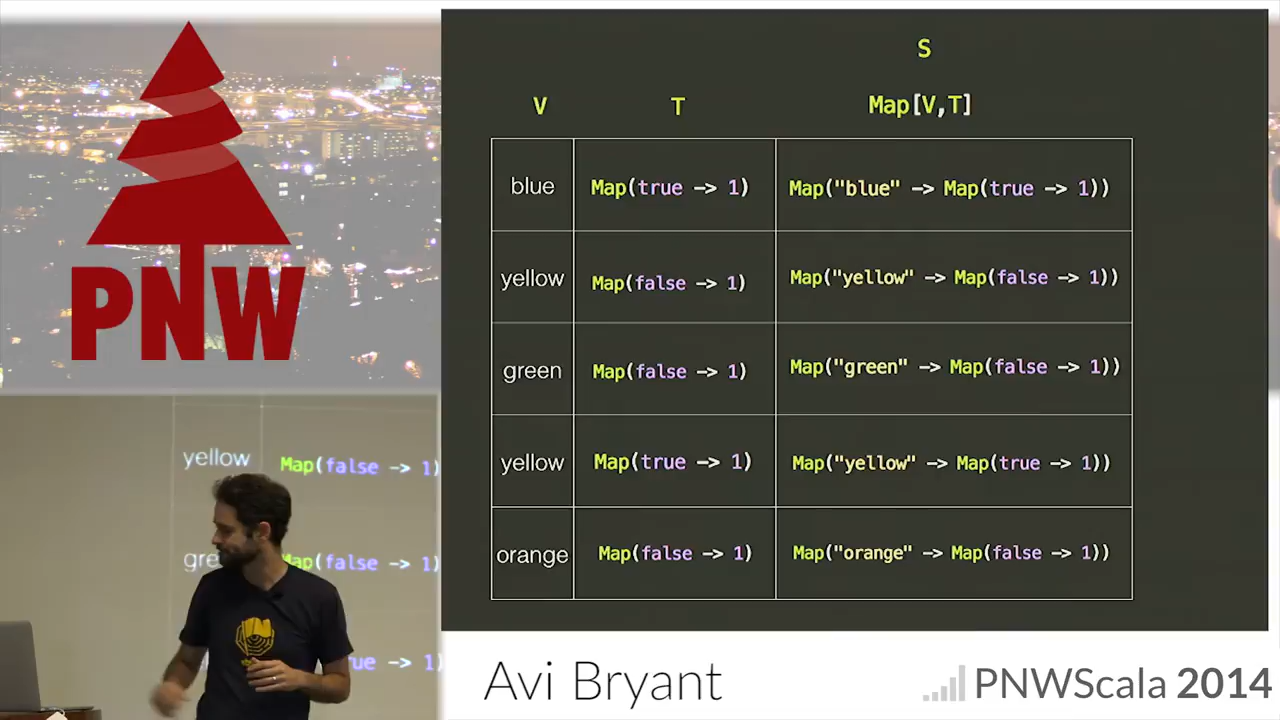 PNW
S
V T Map[V,T]
blue Map(true -> 1) Map("blue" -> Map(true -> 1))
yellow Map(false -> 1) Map("yellow" -> Map(false -> 1))
green Map(false -> 1) Map("green" -> Map(false -> 1))
yellow Map(true -> 1) Map("yellow" -> Map(true -> 1))
orange Map(false -> 1) Map("orange" -> Map(false -> 1))
yellow Map(false -> 1)
gre Map(false -> 1)
ue -> 1)
Avi Bryant
PNWScala 2014